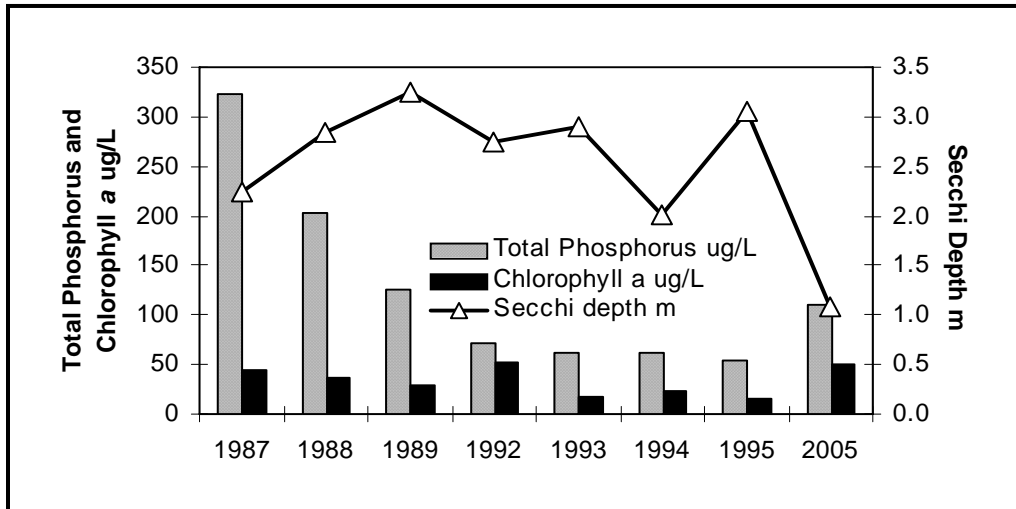 Total Phosphorus and
Chlorophyll a ug/L
350
300
250
200
150
100
50
0
Total Phosphorus ug/L
Chlorophyll a ug/L
Secchi depth m
3.5
3.0
2.5
2.0
1.5
1.0
0.5
0.0
Secchi Depth m
1987 1988 1989 1992 1993 1994 1995 2005